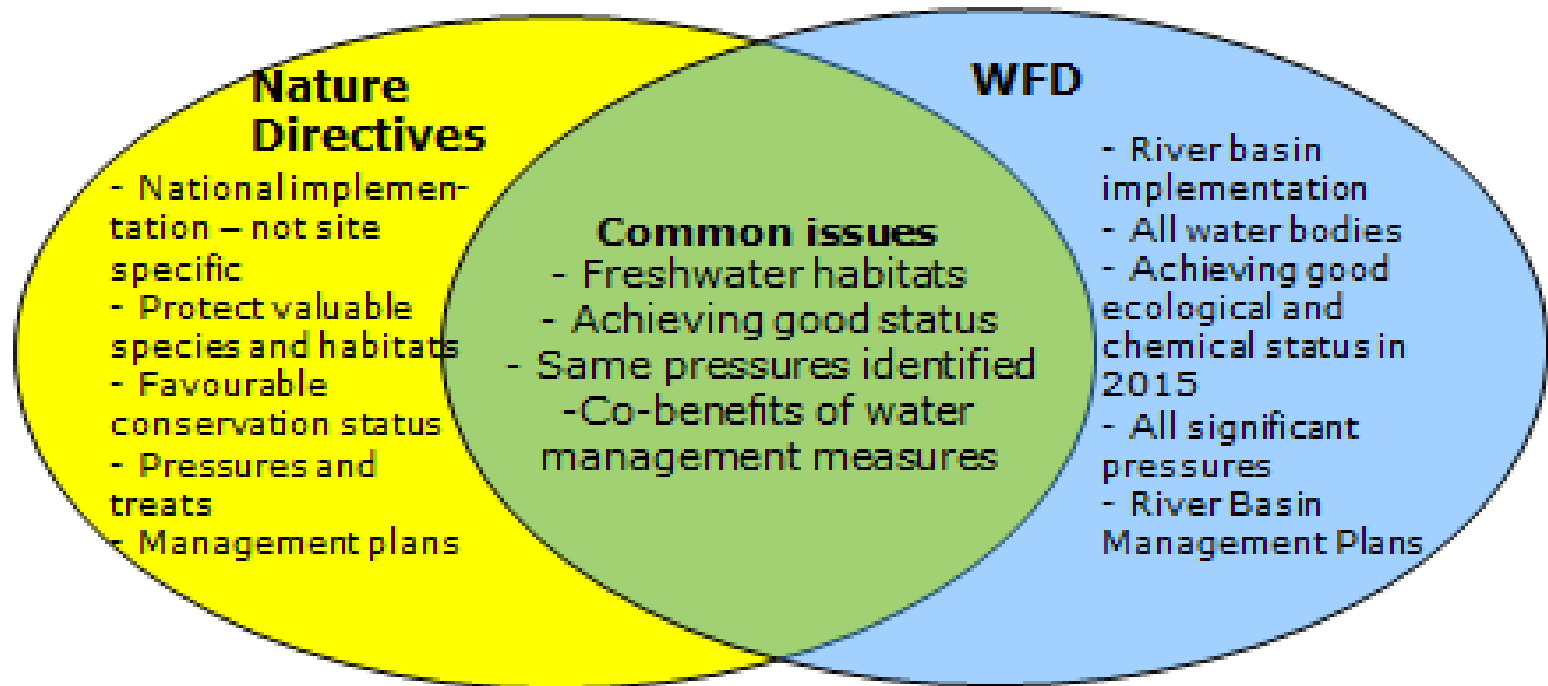 Nature
Directives
- National implemen-
tation – not site
specific
- Protect valuable
species and habitats
- Favourable
conservation status
- Pressures and
treats
- Management plans
Common issues
- Freshwater habitats
- Achieving good status
- Same pressures identified
-Co-benefits of water
management measures
WFD
- River basin
implementation
- All water bodies
- Achieving good
ecological and
chemical status in
2015
- All significant
pressures
- River Basin
Management Plans